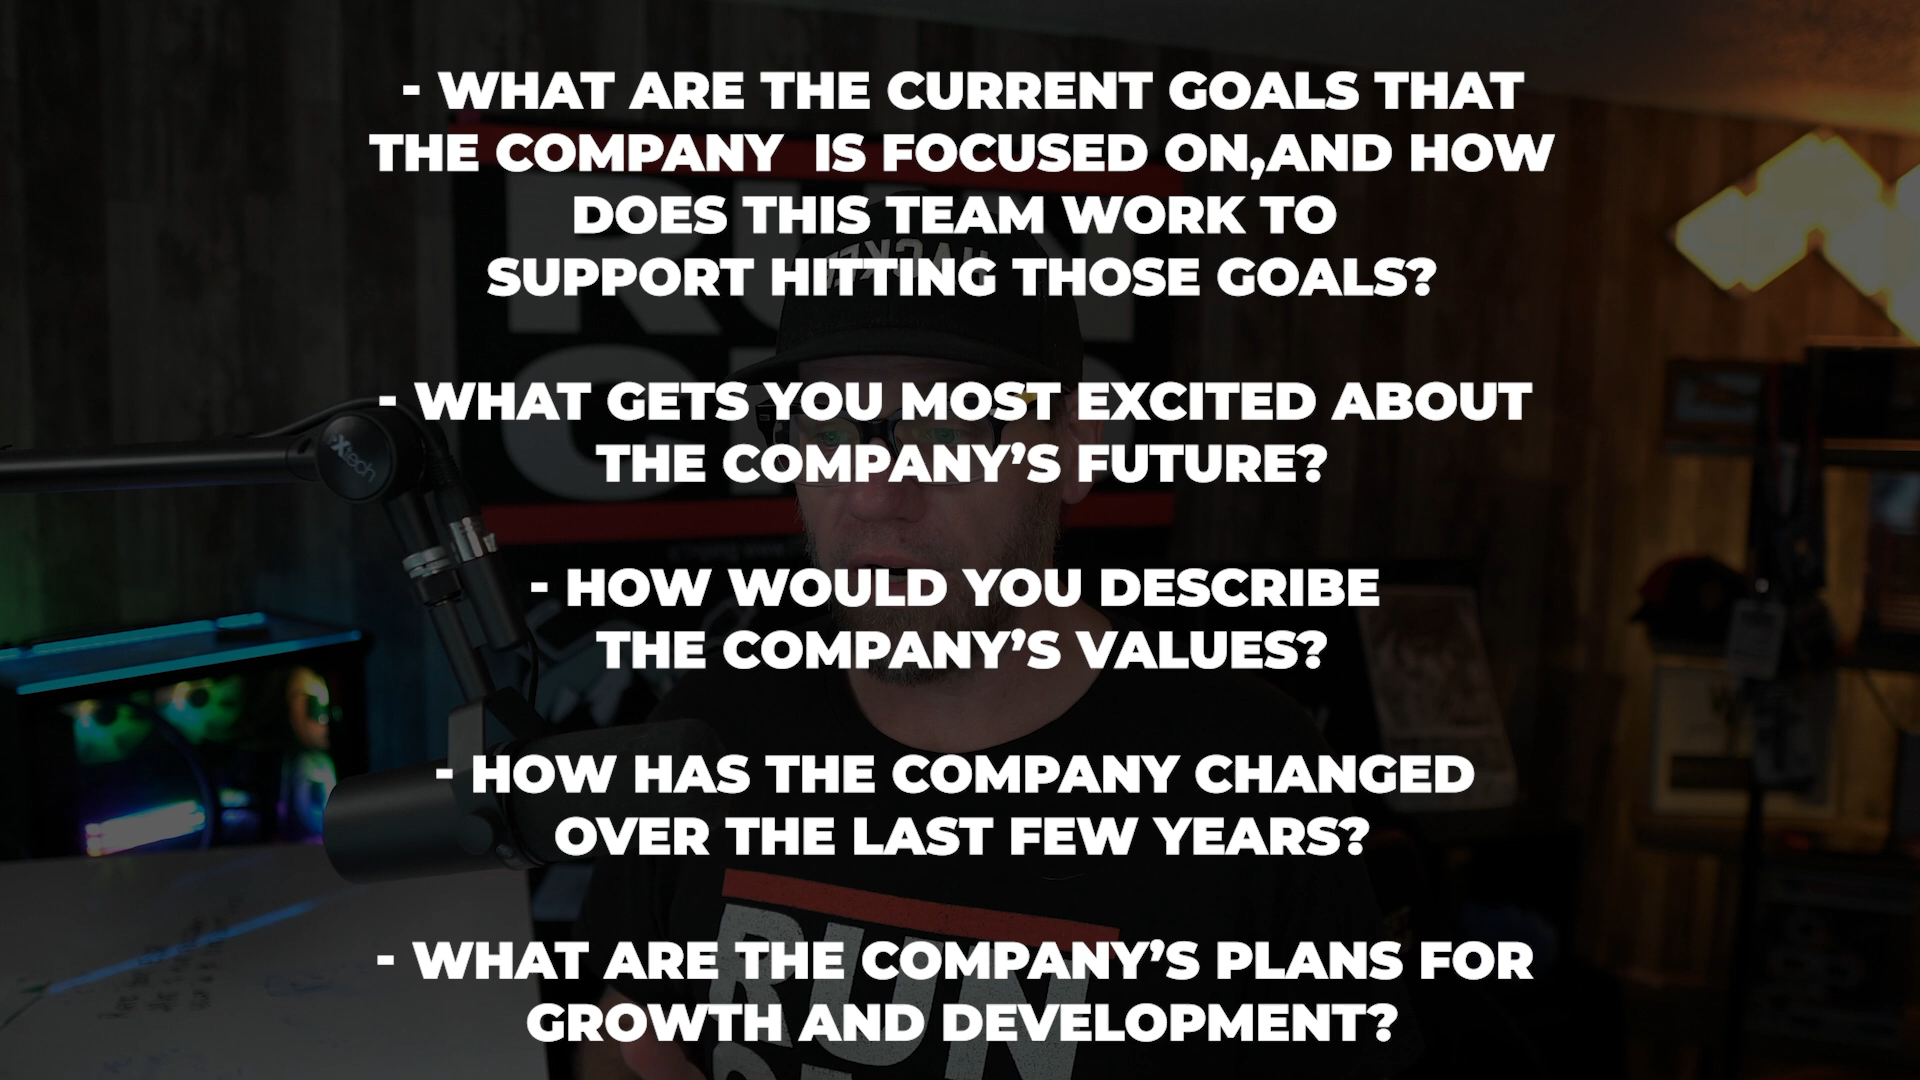 - WHAT ARE THE CURRENT GOALS THAT
THE COMPANY IS FOCUSED ON,AND HOW
DOES THIS TEAM WORK TO
SUPPORT HITTING THOSE GOALS?
- WHAT GETS YOU MOST EXCITED ABOUT
THE COMPANY’S FUTURE?
- HOW WOULD YOU DESCRIBE
THE COMPANY’S VALUES?
- HOW HAS THE COMPANY CHANGED
OVER THE LAST FEW YEARS?
- WHAT ARE THE COMPANY’S PLANS FOR
GROWTH AND DEVELOPMENT?
RUN
RUN